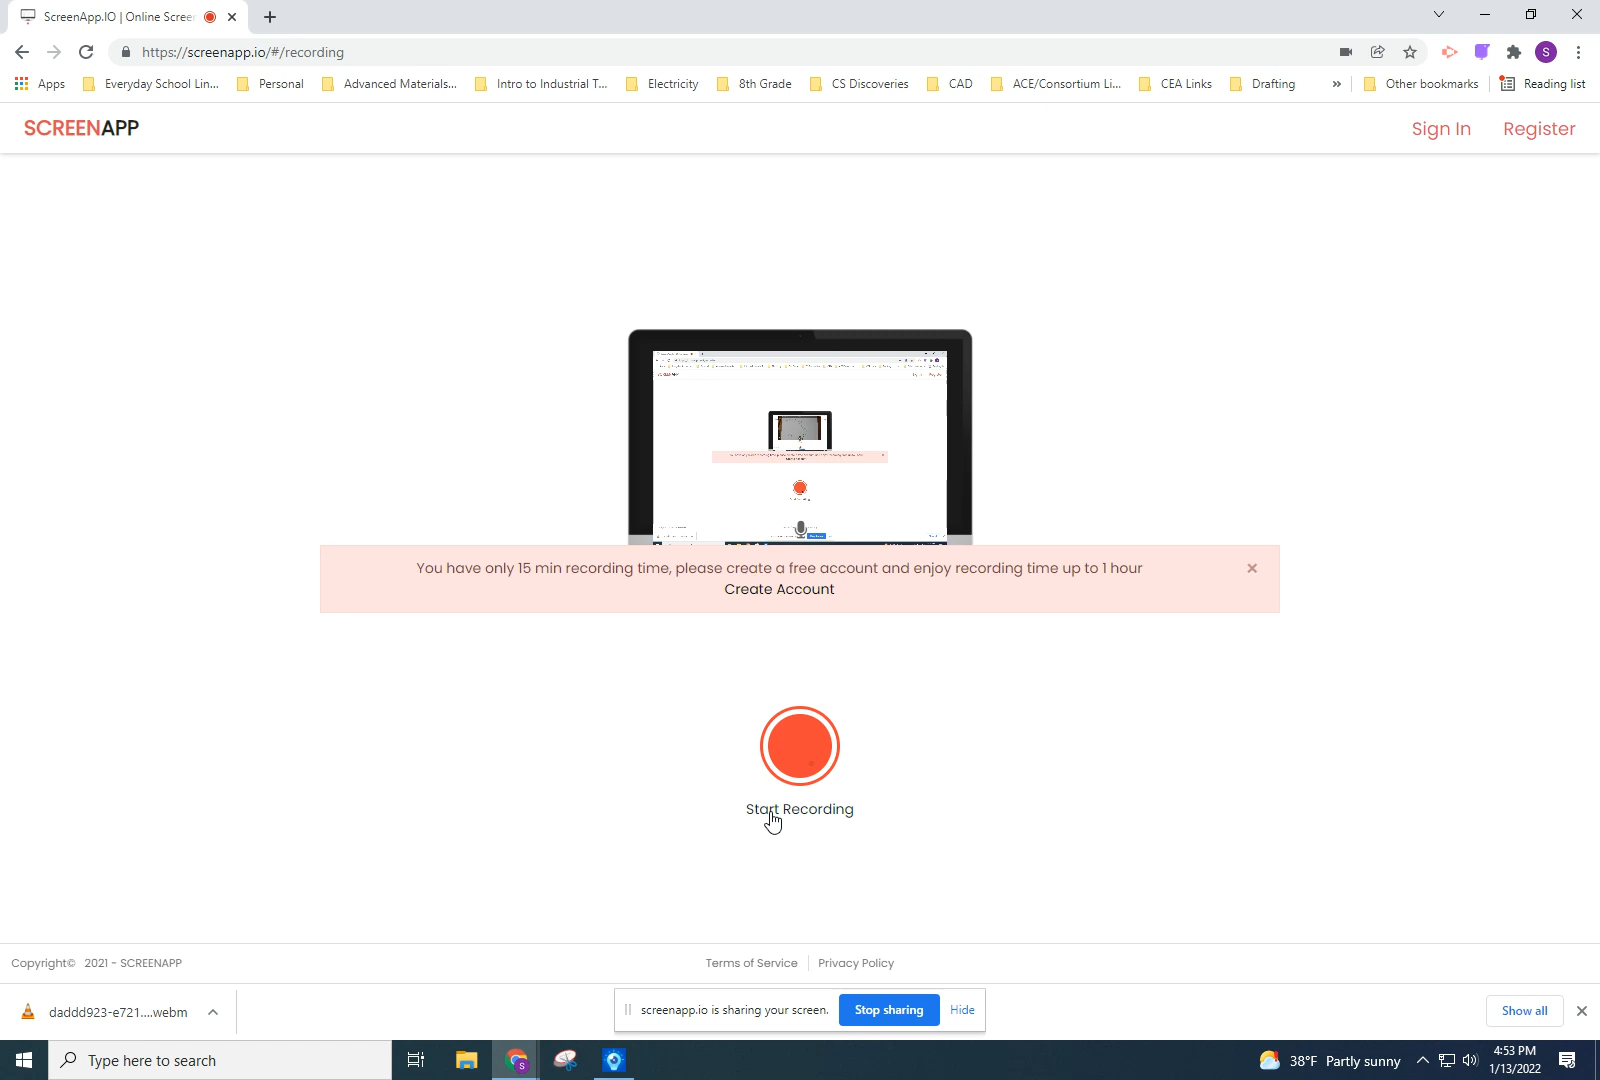 ScreenApp.IO | Online Screen
https://screenapp.io/#/recording
S
Apps
Everyday School Lin...
Personal
Advanced Materials...
Intro to Industrial T...
Electricity
8th Grade
CS Discoveries
CAD
ACE/Consortium Li...
CEA Links
Drafting
»
Other bookmarks
Reading list
SCREENAPP
Sign In
Register
You have only 15 min recording time, please create a free account and enjoy recording time up to 1 hour
Create Account
Start Recording
Copyright© 2021 - SCREENAPP
Terms of Service
Privacy Policy
daddd923-e721....webm
screenapp.io is sharing your screen.
Stop sharing
Hide
Show all
Type here to search
S
38°F Partly sunny
4:53 PM
1/13/2022